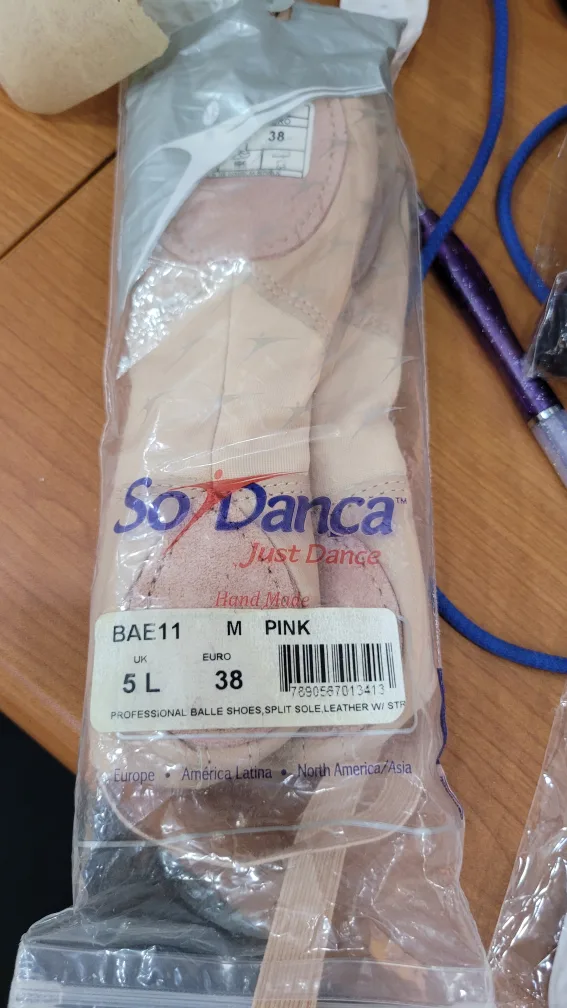 38
So Danca™
Just Dance
Hand Made
BAE11 M PINK
UK EURO
5 L 38
7890567013413
PROFESSIONAL BALLE SHOES,SPLIT SOLE,LEATHER W/ STR
Europe • América Latina • North America/Asia